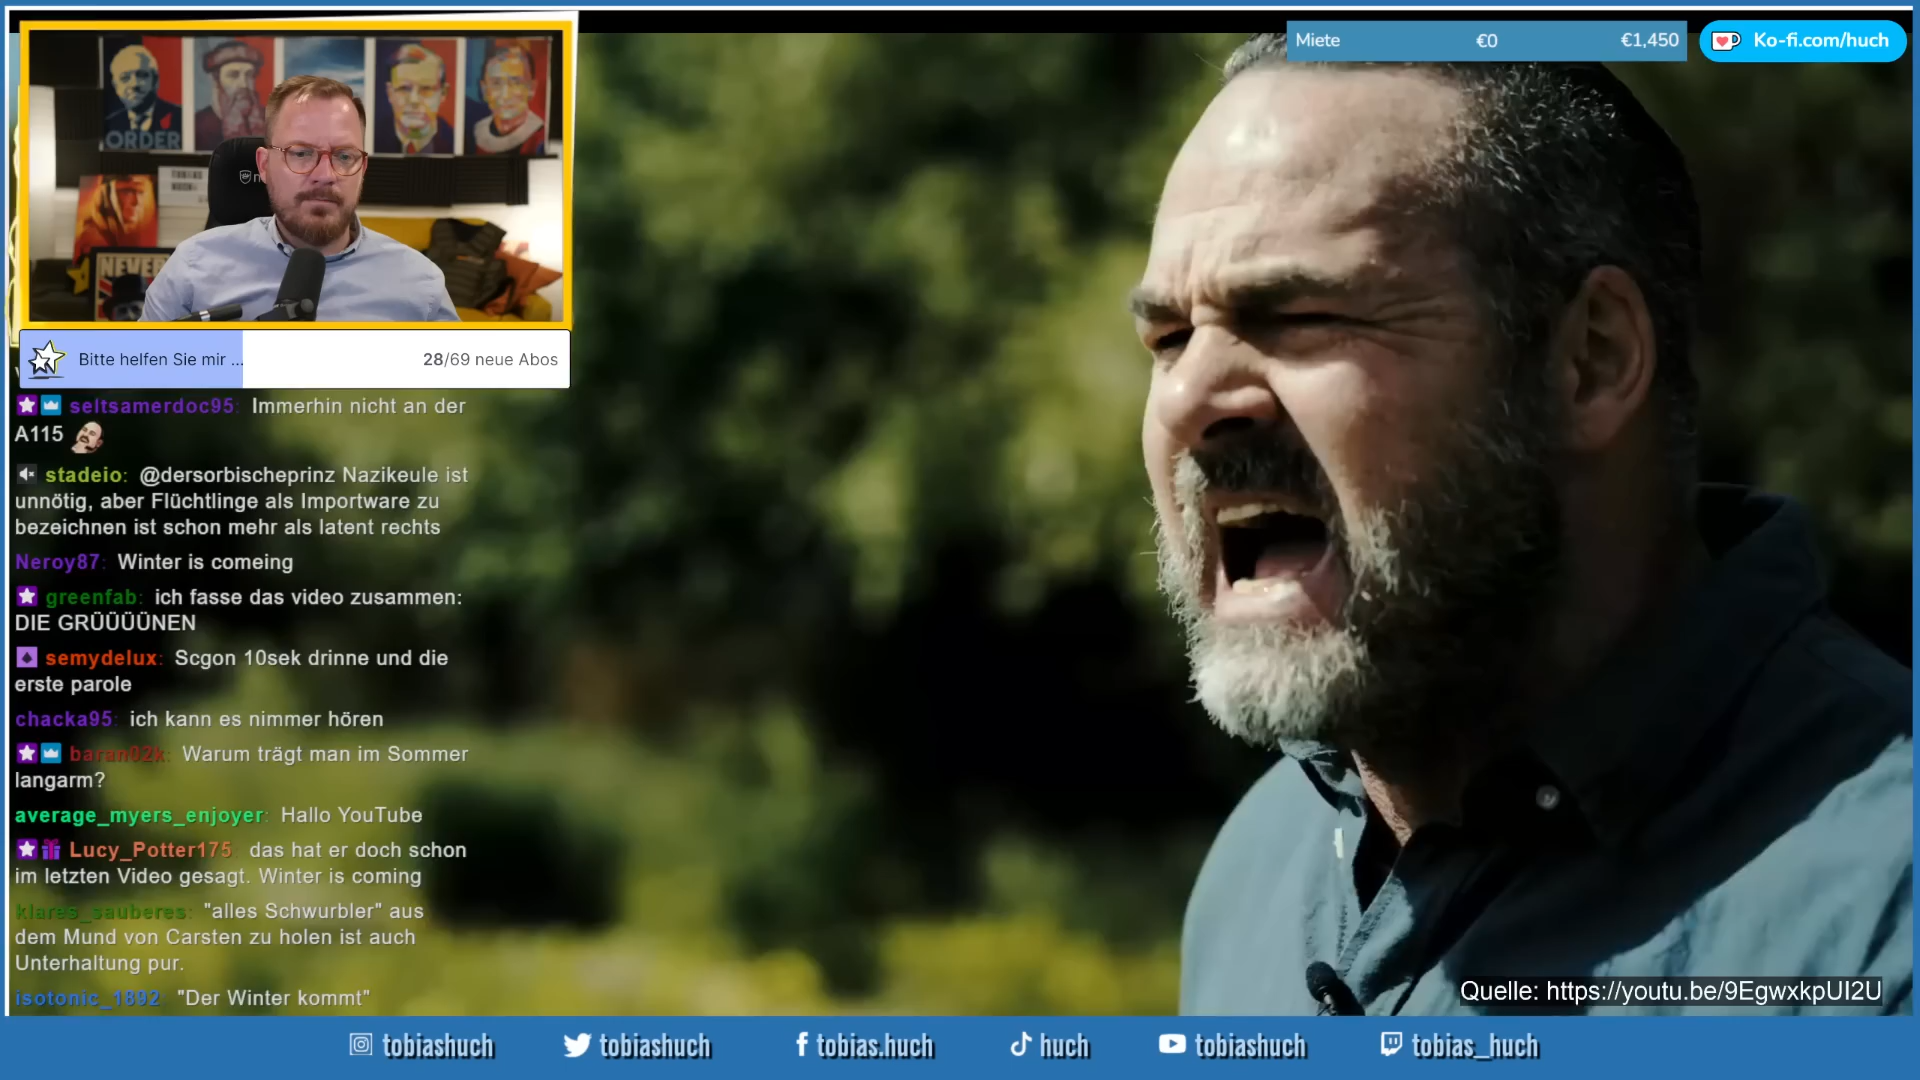 Miete €0 €1,450
Ko-fi.com/huch
ORDER
NEVER
Bitte helfen Sie mir ... 28/69 neue Abos
seltsamerdoc95: Immerhin nicht an der
A115
stadeio: @dersorbischeprinz Nazikeule ist
unnötig, aber Flüchtlinge als Importware zu
bezeichnen ist schon mehr als latent rechts
Neroy87: Winter is comeing
greenfab: ich fasse das video zusammen:
DIE GRÜÜÜÜNEN
semydelux: Scgon 10sek drinne und die
erste parole
chacka95: ich kann es nimmer hören
baran02k: Warum trägt man im Sommer
langarm?
average_myers_enjoyer: Hallo YouTube
Lucy_Potter175: das hat er doch schon
im letzten Video gesagt. Winter is coming
klares_sauberes: "alles Schwurbler" aus
dem Mund von Carsten zu holen ist auch
Unterhaltung pur.
isotonic_1892: "Der Winter kommt"
Quelle: https://youtu.be/9EgwxkpUI2U
tobiashuch
tobiashuch
tobias.huch
huch
tobiashuch
tobias_huch